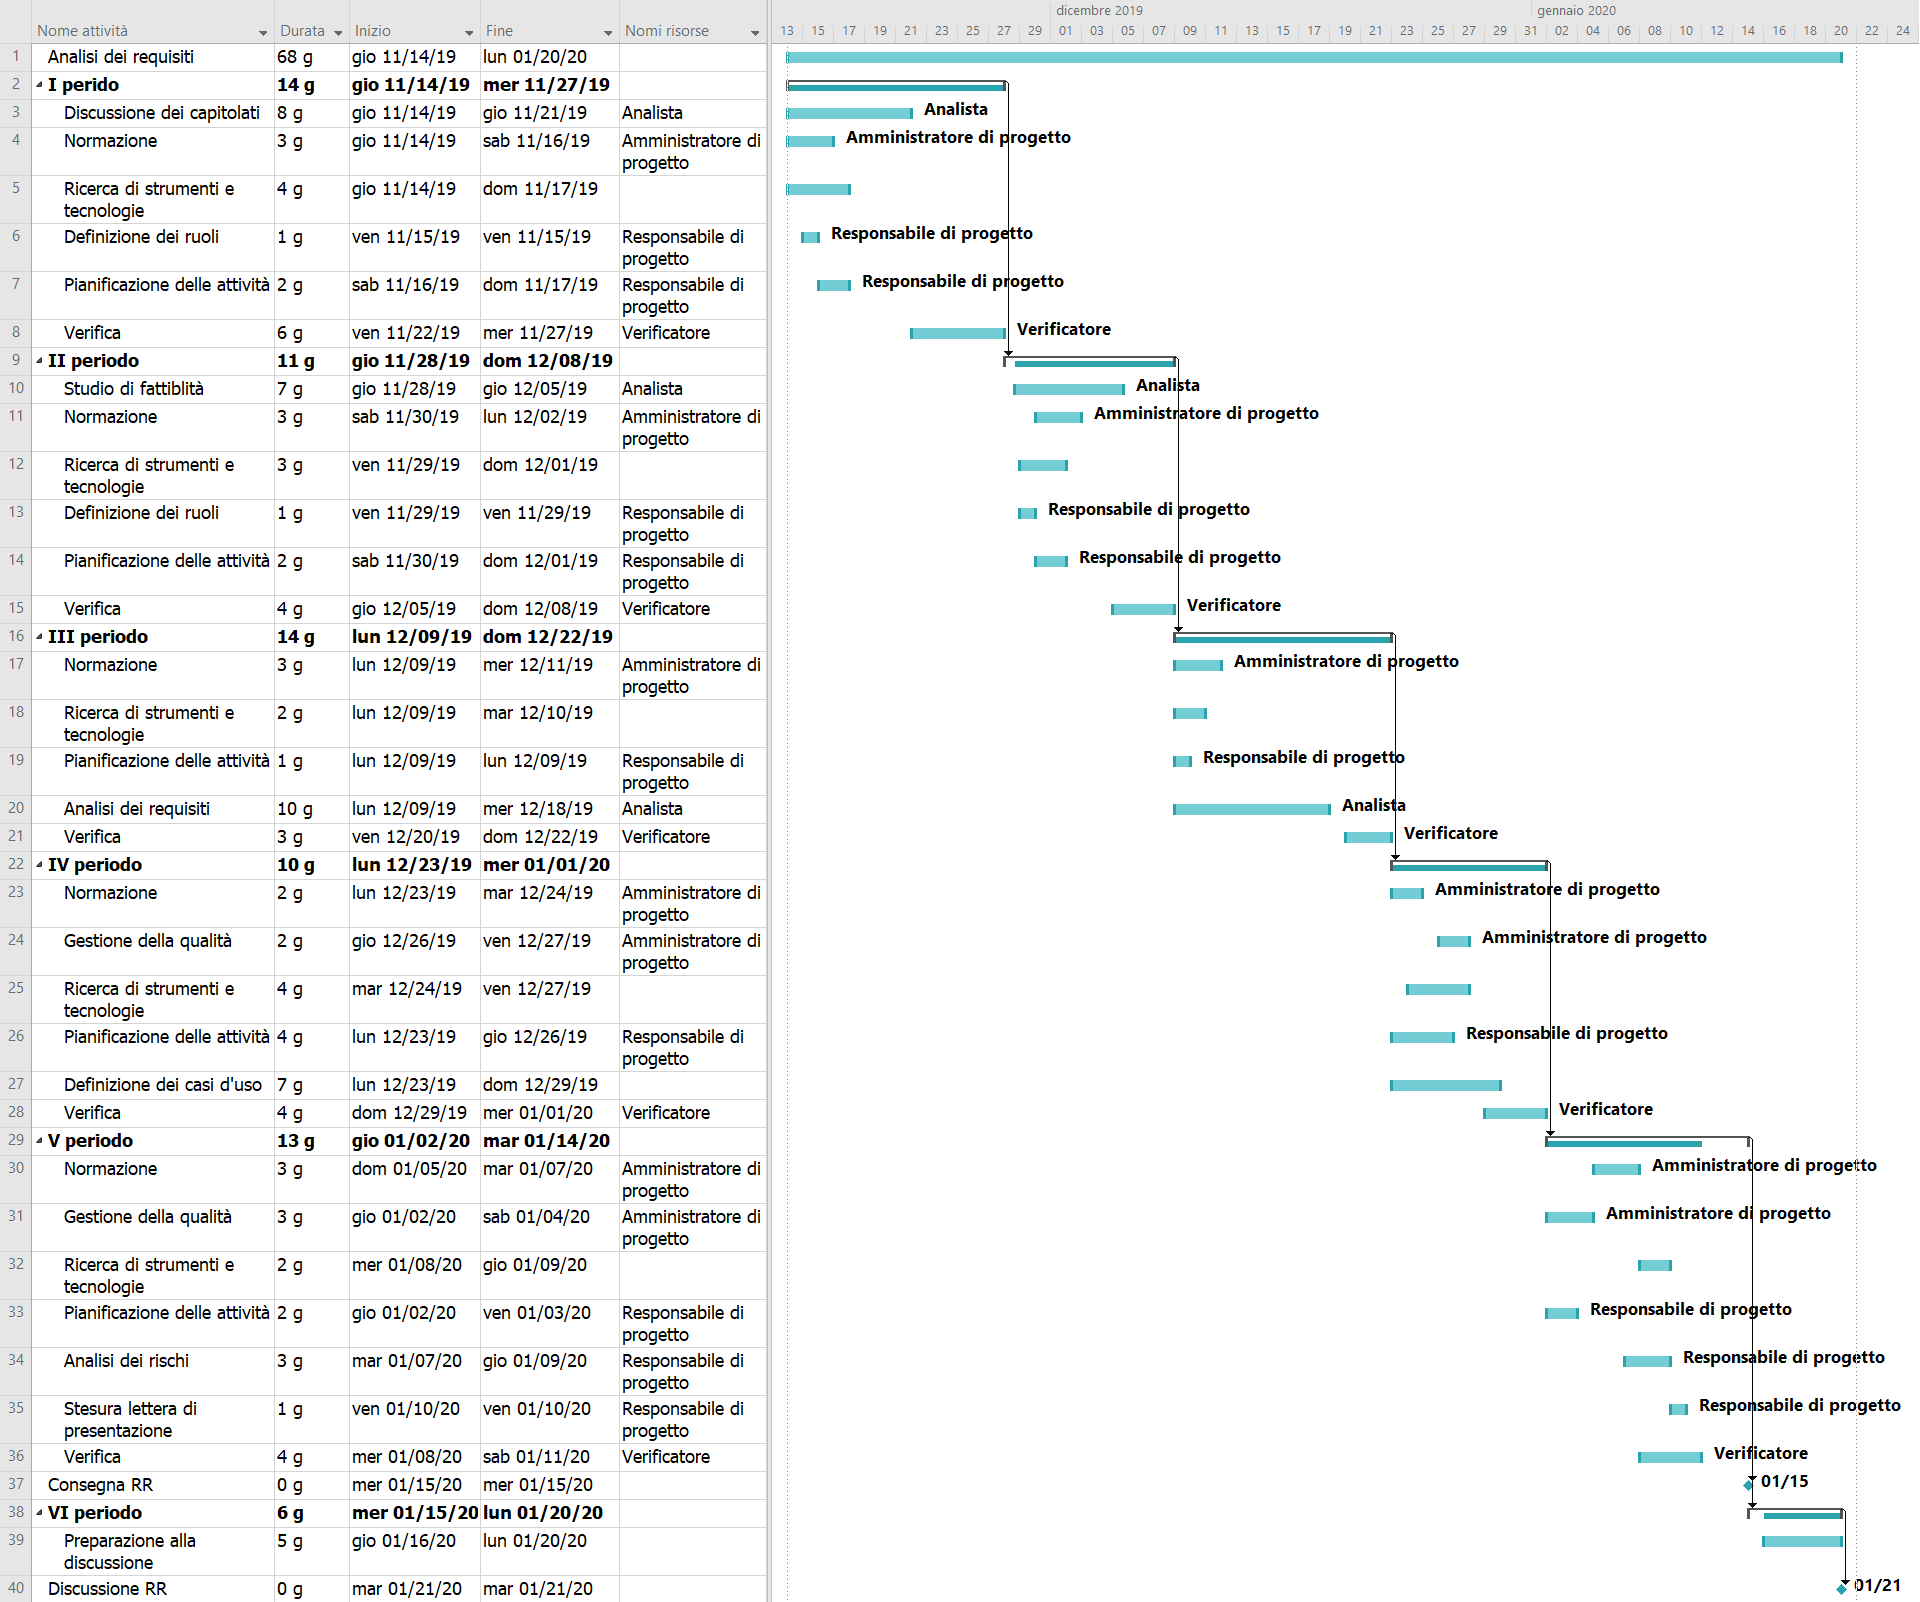 dicembre 2019 gennaio 2020
Nome attività Durata Inizio Fine Nomi risorse 13 15 17 19 21 23 25 27 29 01 03 05 07 09 11 13 15 17 19 21 23 25 27 29 31 02 04 06 08 10 12 14 16 18 20 22 24
1 Analisi dei requisiti 68 g gio 11/14/19 lun 01/20/20
2 I perido 14 g gio 11/14/19 mer 11/27/19
3 Discussione dei capitolati 8 g gio 11/14/19 gio 11/21/19 Analista Analista
4 Normazione 3 g gio 11/14/19 sab 11/16/19 Amministratore di Amministratore di progetto
progetto
5 Ricerca di strumenti e 4 g gio 11/14/19 dom 11/17/19
tecnologie
6 Definizione dei ruoli 1 g ven 11/15/19 ven 11/15/19 Responsabile di Responsabile di progetto
progetto
7 Pianificazione delle attività 2 g sab 11/16/19 dom 11/17/19 Responsabile di Responsabile di progetto
progetto
8 Verifica 6 g ven 11/22/19 mer 11/27/19 Verificatore Verificatore
9 II periodo 11 g gio 11/28/19 dom 12/08/19
10 Studio di fattiblità 7 g gio 11/28/19 gio 12/05/19 Analista Analista
11 Normazione 3 g sab 11/30/19 lun 12/02/19 Amministratore di Amministratore di progetto
progetto
12 Ricerca di strumenti e 3 g ven 11/29/19 dom 12/01/19
tecnologie
13 Definizione dei ruoli 1 g ven 11/29/19 ven 11/29/19 Responsabile di Responsabile di progetto
progetto
14 Pianificazione delle attività 2 g sab 11/30/19 dom 12/01/19 Responsabile di Responsabile di progetto
progetto
15 Verifica 4 g gio 12/05/19 dom 12/08/19 Verificatore Verificatore
16 III periodo 14 g lun 12/09/19 dom 12/22/19
17 Normazione 3 g lun 12/09/19 mer 12/11/19 Amministratore di Amministratore di progetto
progetto
18 Ricerca di strumenti e 2 g lun 12/09/19 mar 12/10/19
tecnologie
19 Pianificazione delle attività 1 g lun 12/09/19 lun 12/09/19 Responsabile di Responsabile di progetto
progetto
20 Analisi dei requisiti 10 g lun 12/09/19 mer 12/18/19 Analista Analista
21 Verifica 3 g ven 12/20/19 dom 12/22/19 Verificatore Verificatore
22 IV periodo 10 g lun 12/23/19 mer 01/01/20
23 Normazione 2 g lun 12/23/19 mar 12/24/19 Amministratore di Amministratore di progetto
progetto
24 Gestione della qualità 2 g gio 12/26/19 ven 12/27/19 Amministratore di Amministratore di progetto
progetto
25 Ricerca di strumenti e 4 g mar 12/24/19 ven 12/27/19
tecnologie
26 Pianificazione delle attività 4 g lun 12/23/19 gio 12/26/19 Responsabile di Responsabile di progetto
progetto
27 Definizione dei casi d'uso 7 g lun 12/23/19 dom 12/29/19
28 Verifica 4 g dom 12/29/19 mer 01/01/20 Verificatore Verificatore
29 V periodo 13 g gio 01/02/20 mar 01/14/20
30 Normazione 3 g dom 01/05/20 mar 01/07/20 Amministratore di Amministratore di progetto
progetto
31 Gestione della qualità 3 g gio 01/02/20 sab 01/04/20 Amministratore di Amministratore di progetto
progetto
32 Ricerca di strumenti e 2 g mer 01/08/20 gio 01/09/20
tecnologie
33 Pianificazione delle attività 2 g gio 01/02/20 ven 01/03/20 Responsabile di Responsabile di progetto
progetto
34 Analisi dei rischi 3 g mar 01/07/20 gio 01/09/20 Responsabile di Responsabile di progetto
progetto
35 Stesura lettera di 1 g ven 01/10/20 ven 01/10/20 Responsabile di Responsabile di progetto
presentazione progetto
36 Verifica 4 g mer 01/08/20 sab 01/11/20 Verificatore Verificatore
37 Consegna RR 0 g mer 01/15/20 mer 01/15/20 01/15
38 VI periodo 6 g mer 01/15/20 lun 01/20/20
39 Preparazione alla 5 g gio 01/16/20 lun 01/20/20
discussione
40 Discussione RR 0 g mar 01/21/20 mar 01/21/20 01/21